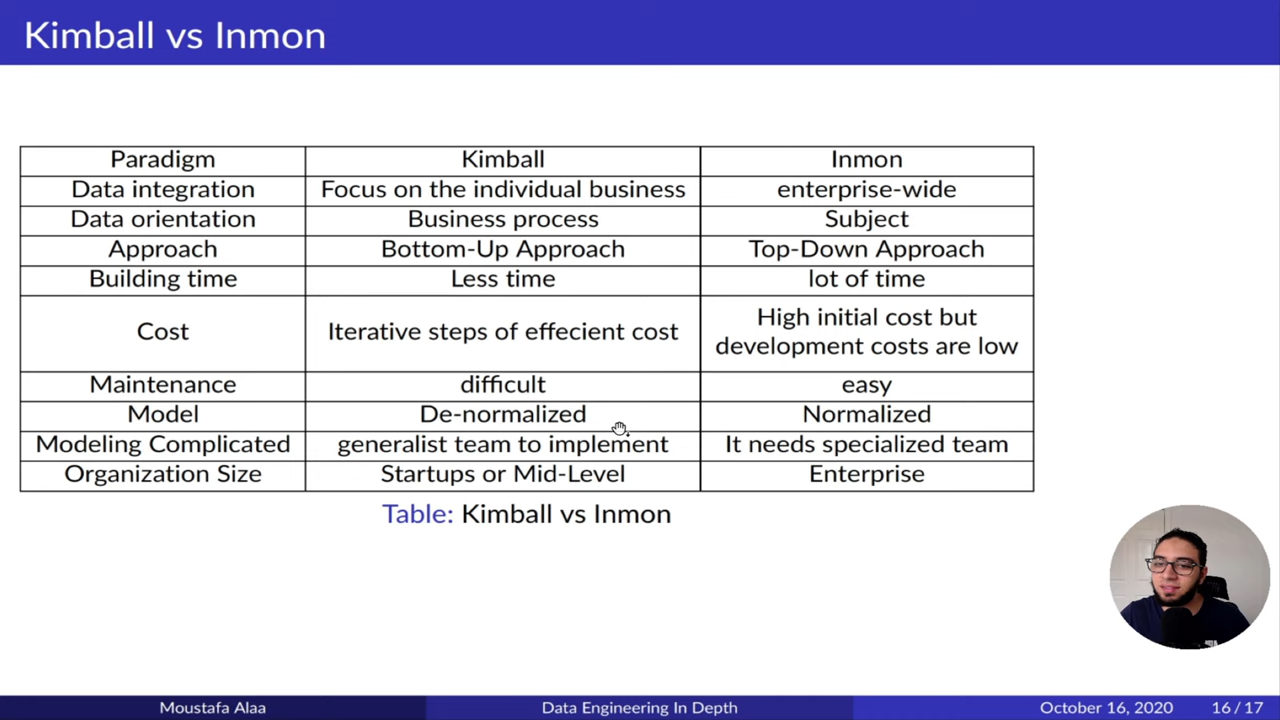 Kimball vs Inmon
Paradigm Kimball Inmon
Data integration Focus on the individual business enterprise-wide
Data orientation Business process Subject
Approach Bottom-Up Approach Top-Down Approach
Building time Less time lot of time
Cost Iterative steps of effecient cost High initial cost but
development costs are low
Maintenance difficult easy
Model De-normalized Normalized
Modeling Complicated generalist team to implement It needs specialized team
Organization Size Startups or Mid-Level Enterprise
Table: Kimball vs Inmon
Moustafa Alaa Data Engineering In Depth October 16, 2020 16 / 17